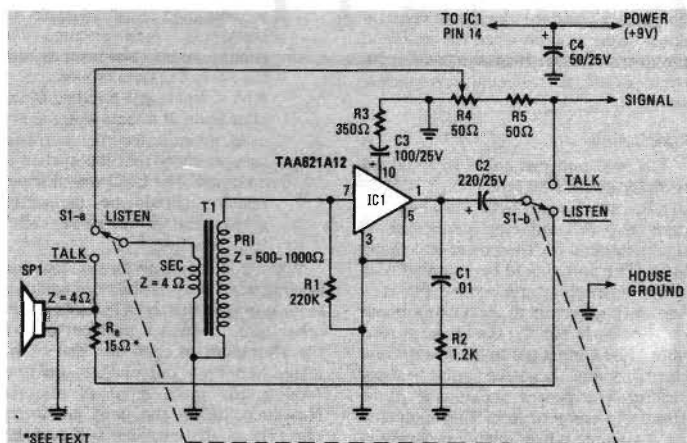 TO IC1
PIN 14
POWER
(+9V)
+
C4
50/25V
R3
350Ω
R4
50Ω
R5
50Ω
SIGNAL
C3
100/25V
TAA621A12
10
7
IC1
1
5
3
C2
220/25V
+
TALK
S1-b
LISTEN
S1-a
LISTEN
T1
TALK
SP1
Z = 4Ω
SEC
Z = 4Ω
PRI
Z = 500-1000Ω
R1
220K
C1
.01
HOUSE
GROUND
15Ω*
R2
1.2K
*SEE TEXT